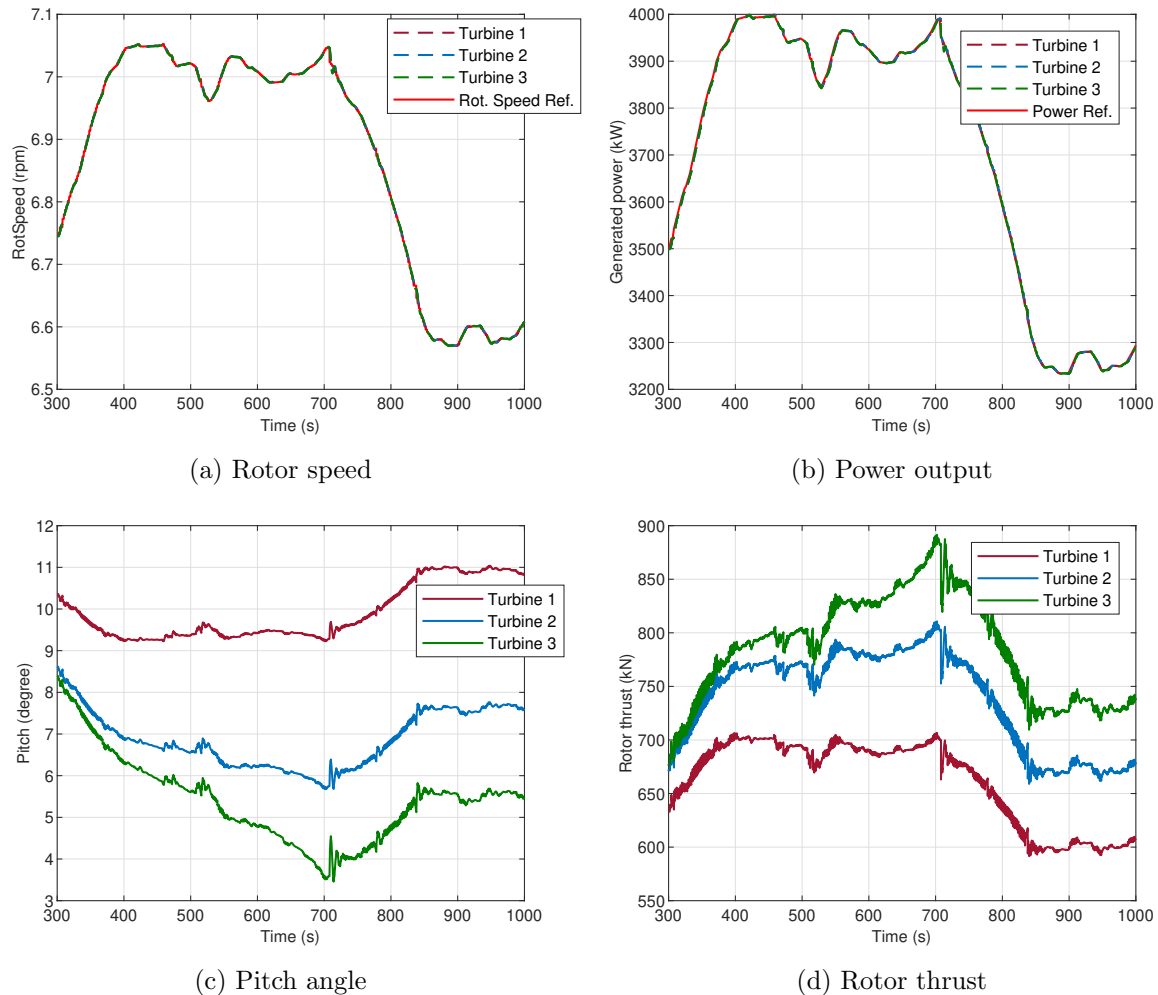 7.1
7
6.9
6.8
6.7
6.6
6.5
RotSpeed (rpm)
300 400 500 600 700 800 900 1000
Time (s)
Turbine 1
Turbine 2
Turbine 3
Rot. Speed Ref.
(a) Rotor speed
4000
3900
3800
3700
3600
3500
3400
3300
3200
Generated power (kW)
300 400 500 600 700 800 900 1000
Time (s)
Turbine 1
Turbine 2
Turbine 3
Power Ref.
(b) Power output
12
11
10
9
8
7
6
5
4
3
Pitch (degree)
300 400 500 600 700 800 900 1000
Time (s)
Turbine 1
Turbine 2
Turbine 3
(c) Pitch angle
900
850
800
750
700
650
600
550
Rotor thrust (kN)
300 400 500 600 700 800 900 1000
Time (s)
Turbine 1
Turbine 2
Turbine 3
(d) Rotor thrust